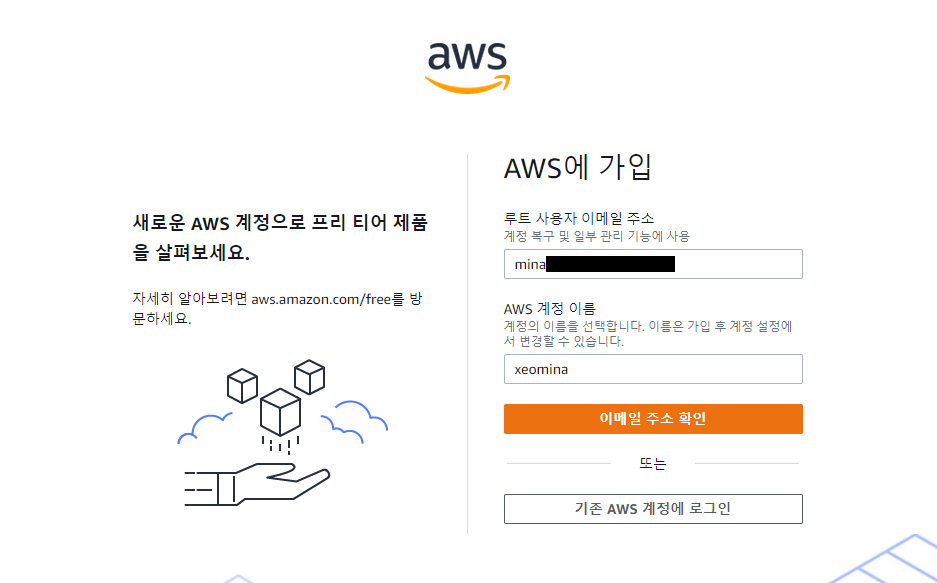 aws
새로운 AWS 계정으로 프리 티어 제품
을 살펴보세요.
자세히 알아보려면 aws.amazon.com/free를 방
문하세요.
AWS에 가입
루트 사용자 이메일 주소
계정 복구 및 일부 관리 기능에 사용
mina
AWS 계정 이름
계정의 이름을 선택합니다. 이름은 가입 후 계정 설정에
서 변경할 수 있습니다.
xeomina
이메일 주소 확인
또는
기존 AWS 계정에 로그인